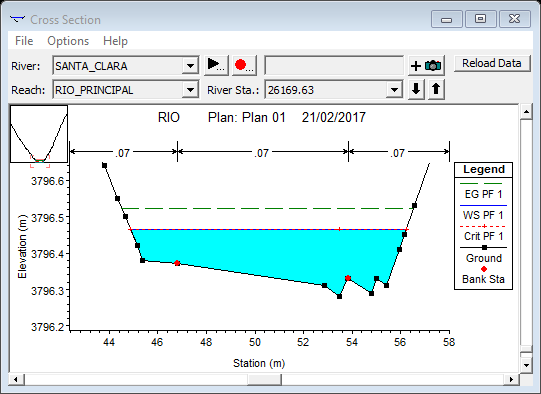 Cross Section
File Options Help
River: SANTA_CLARA ... ... + Reload Data
Reach: RIO_PRINCIPAL River Sta.: 26169.63
RIO Plan: Plan 01 21/02/2017
.07 .07 .07
Elevation (m)
3796.6
3796.5
3796.4
3796.3
3796.2
44 46 48 50 52 54 56 58
Station (m)
Legend
EG PF 1
WS PF 1
Crit PF 1
Ground
Bank Sta